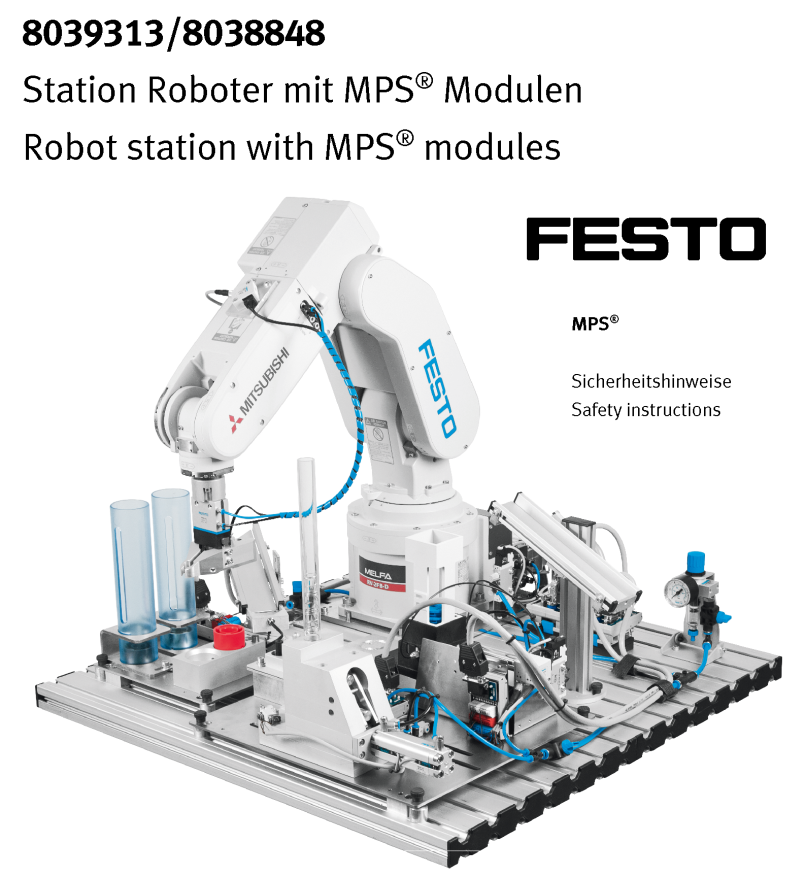 8039313/8038848
Station Roboter mit MPS® Modulen
Robot station with MPS® modules
FESTO
MPS®
Sicherheitshinweise
Safety instructions
MITSUBISHI
FESTO
MELFA
RV-2FB-D